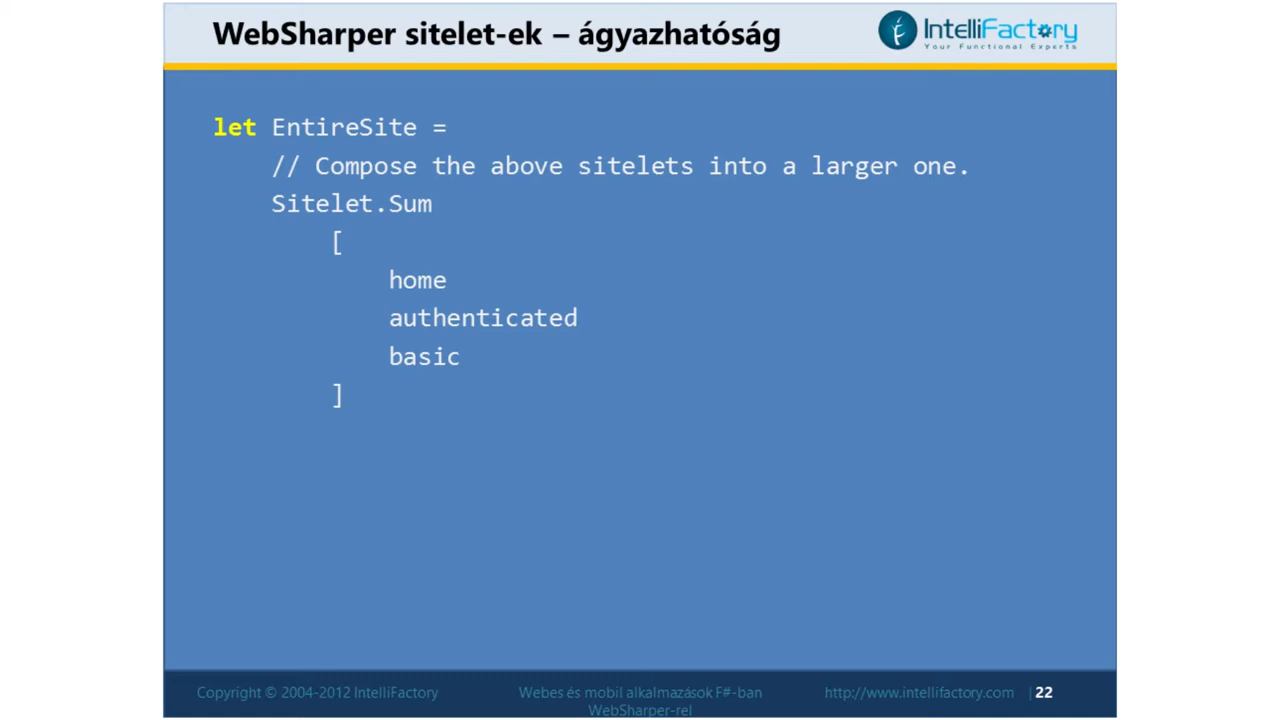 WebSharper sitelet-ek – ágyazhatóság
IntelliFactory
Your Functional Experts
let EntireSite =
// Compose the above sitelets into a larger one.
Sitelet.Sum
[
home
authenticated
basic
]
Copyright © 2004-2012 IntelliFactory
Webes és mobil alkalmazások F#-ban
WebSharper-rel
http://www.intellifactory.com | 22